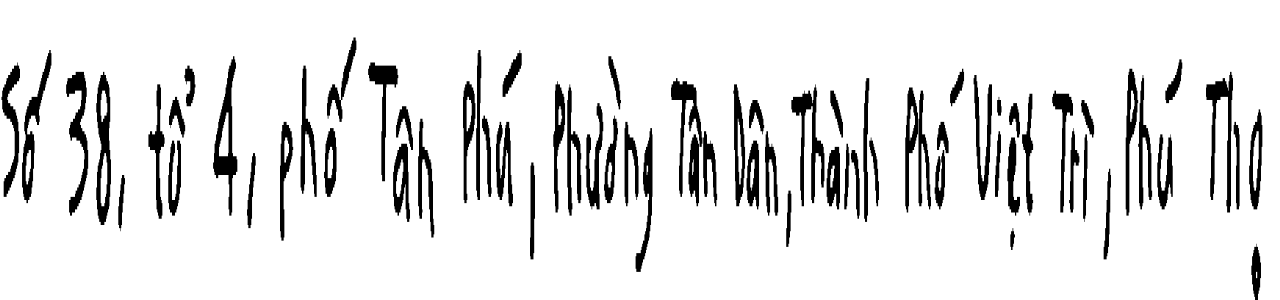 Số 38, tổ 4, phố Tân Phú, Phường Tân Dân, Thành Phố Việt Trì, Phú Thọ